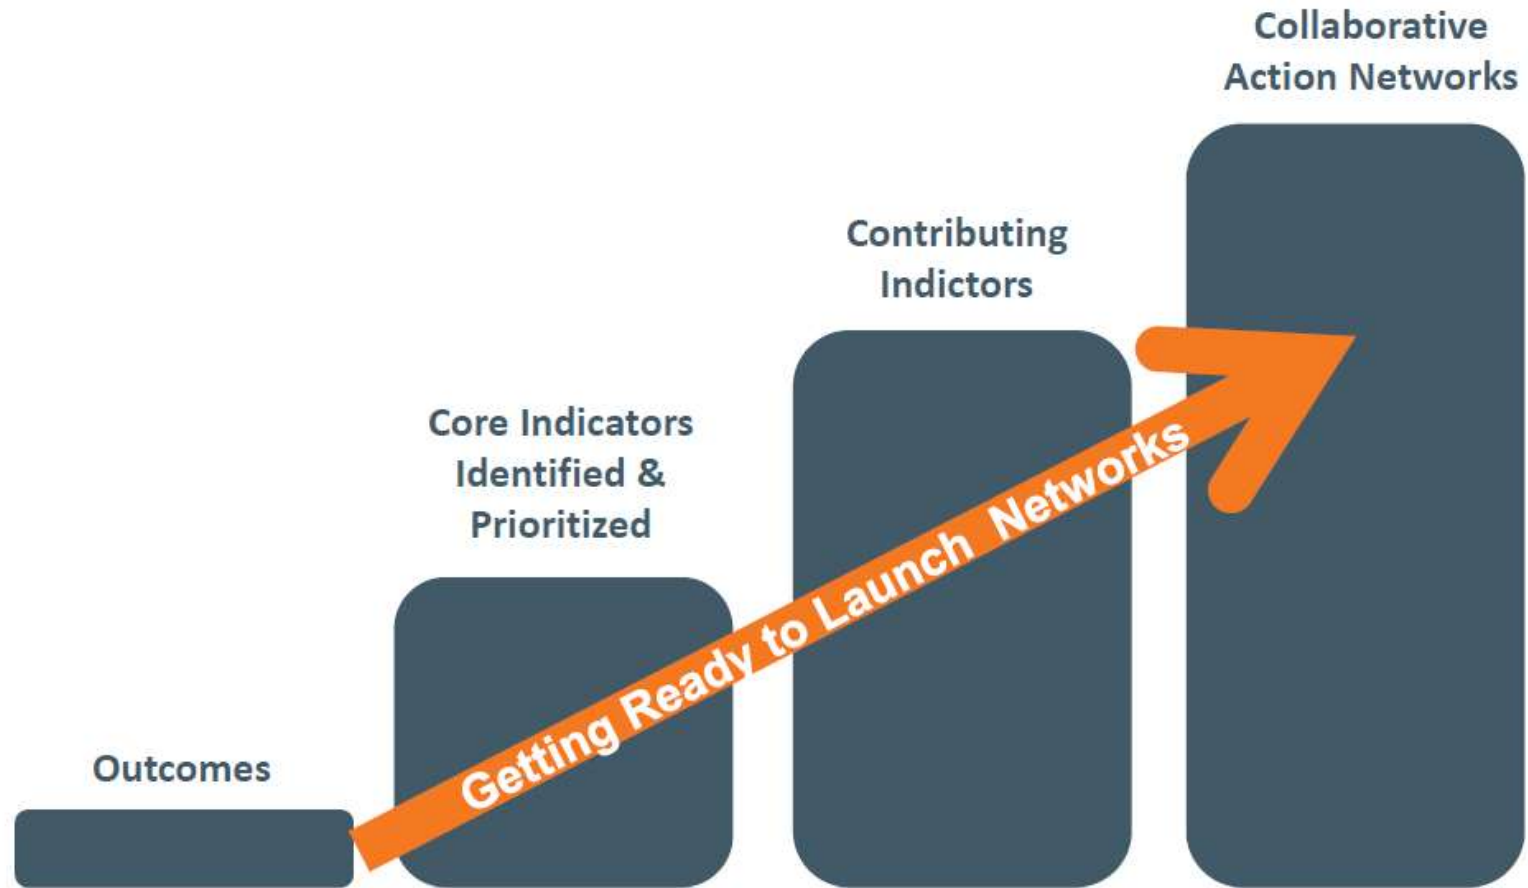 Collaborative
Action Networks
Contributing
Indictors
Core Indicators
Identified &
Prioritized
Outcomes
Getting Ready to Launch Networks